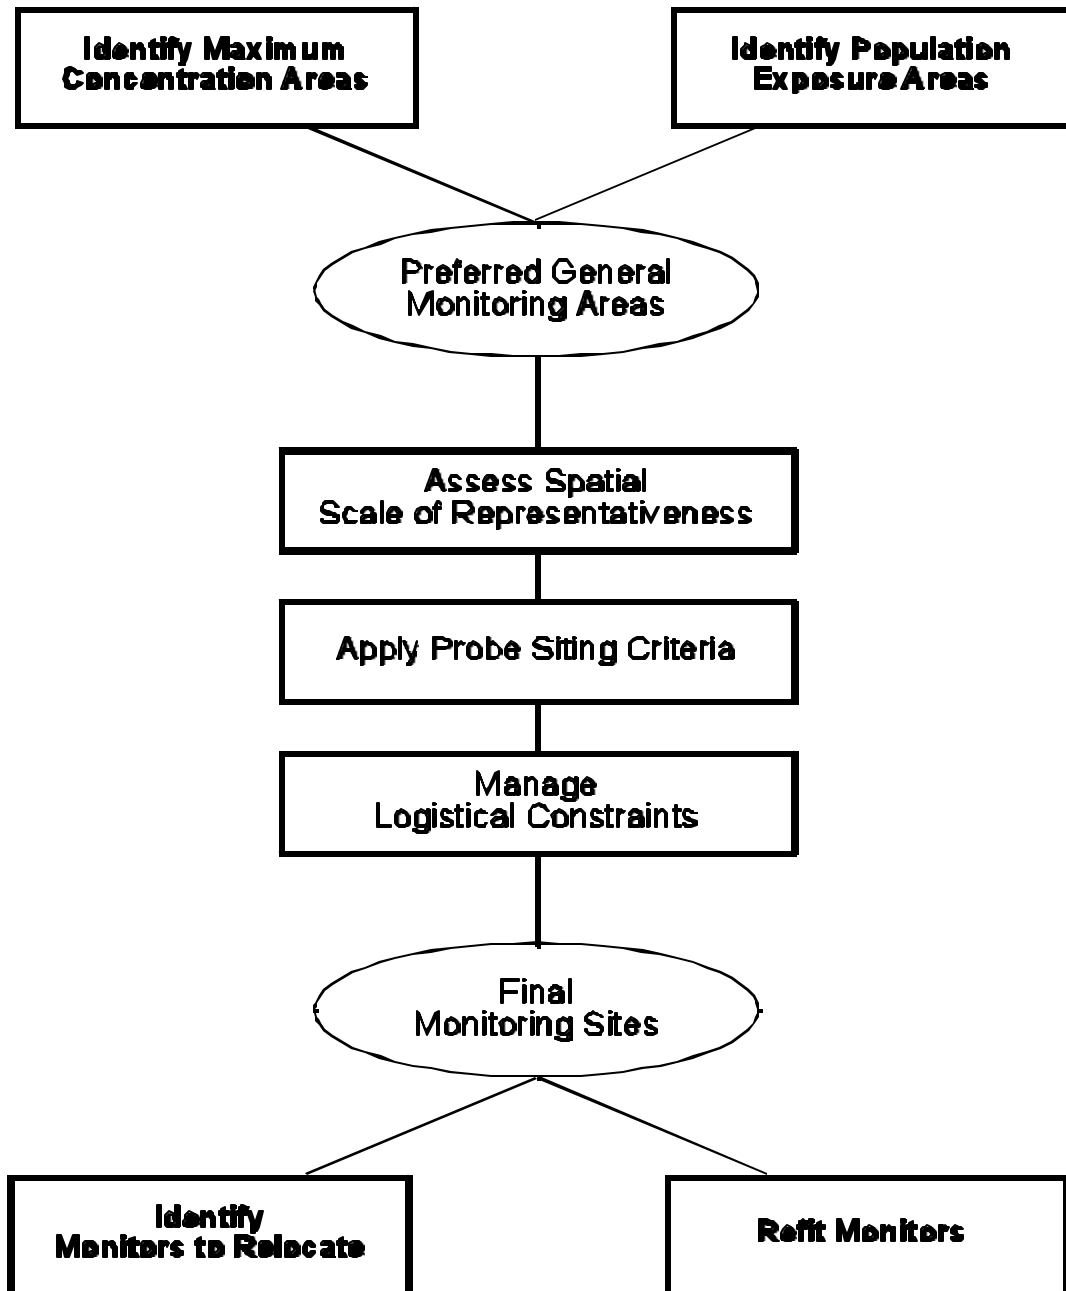 Identify Maximum
Concentration Areas
Identify Population
Exposure Areas
Preferred General
Monitoring Areas
Assess Spatial
Scale of Representativeness
Apply Probe Siting Criteria
Manage
Logistical Constraints
Final
Monitoring Sites
Identify
Monitors to Relocate
Refit Monitors